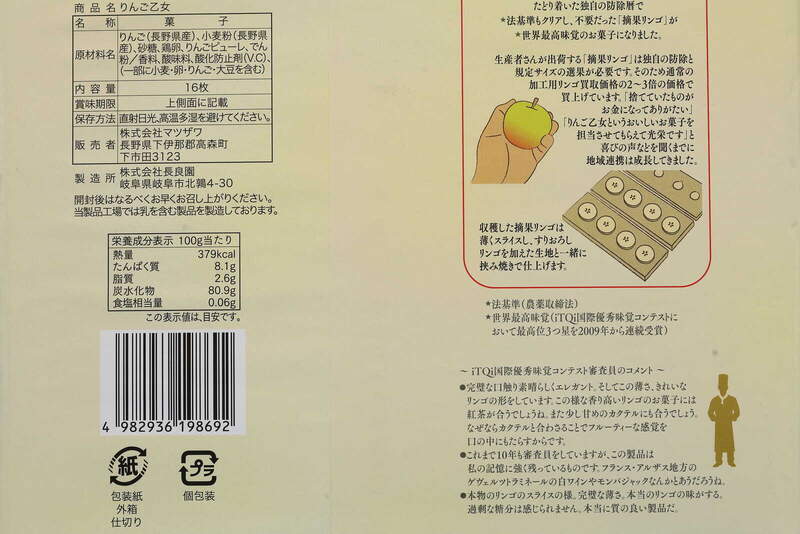 商品名 りんご乙女
名称 菓子
原材料名 りんご(長野県産)、小麦粉(長野県
産)、砂糖、鶏卵、りんごピューレ、でん
粉／香料、酸味料、酸化防止剤(V.C)、
(一部に小麦・卵・りんご・大豆を含む)
内容量 16枚
賞味期限 上側面に記載
保存方法 直射日光、高温多湿を避けてください。
販売者 株式会社マツザワ
長野県下伊那郡高森町
下市田3123
製造所 株式会社長良園
岐阜県岐阜市北鶉4-30
開封後はなるべくお早くお召し上がりください。
当製品工場では乳を含む製品を製造しております。
栄養成分表示 100g当たり
熱量 379kcal
たんぱく質 8.1g
脂質 2.6g
炭水化物 80.9g
食塩相当量 0.06g
この表示値は、目安です。
4 982936 198692
紙
包装紙
外箱
仕切り
プラ
個包装
たどり着いた独自の防除暦で
*法基準もクリアし、不要だった「摘果リンゴ」が
*世界最高味覚のお菓子になりました。
生産者さんが出荷する「摘果リンゴ」は独自の防除と
規定サイズの選果が必要です。そのため通常の
加工用リンゴ買取価格の2〜3倍の価格で
買上げています。「捨てていたものが
お金になってありがたい」
「りんご乙女というおいしいお菓子を
担当させてもらえて光栄です」と
喜びの声などを聞くまでに
地域連携は成長してきました。
収穫した摘果リンゴは
薄くスライスし、すりおろし
リンゴを加えた生地と一緒に
挟み焼きで仕上げます。
*法基準(農薬取締法)
*世界最高味覚(iTQi国際優秀味覚コンテストに
おいて最高位3つ星を2009年から連続受賞)
〜 iTQi国際優秀味覚コンテスト審査員のコメント 〜
●完璧な口触り素晴らしくエレガント。そしてこの薄さ、きれいな
リンゴの形をしています。この様な香り高いリンゴのお菓子には
紅茶が合うでしょうね。また少し甘めのカクテルにも合うでしょう。
なぜならカクテルと合わさることでフルーティーな感覚を
口の中にもたらすからです。
●これまで10年も審査員をしていますが、この製品は
私の記憶に強く残っているものです。フランス・アルザス地方の
ゲヴェルツトラミネールの白ワインやモンバジャックなんかとあうだろうね。
●本物のリンゴのスライスの様。完璧な薄さ。本当のリンゴの味がする。
過剰な糖分は感じられません。本当に質の良い製品だ。